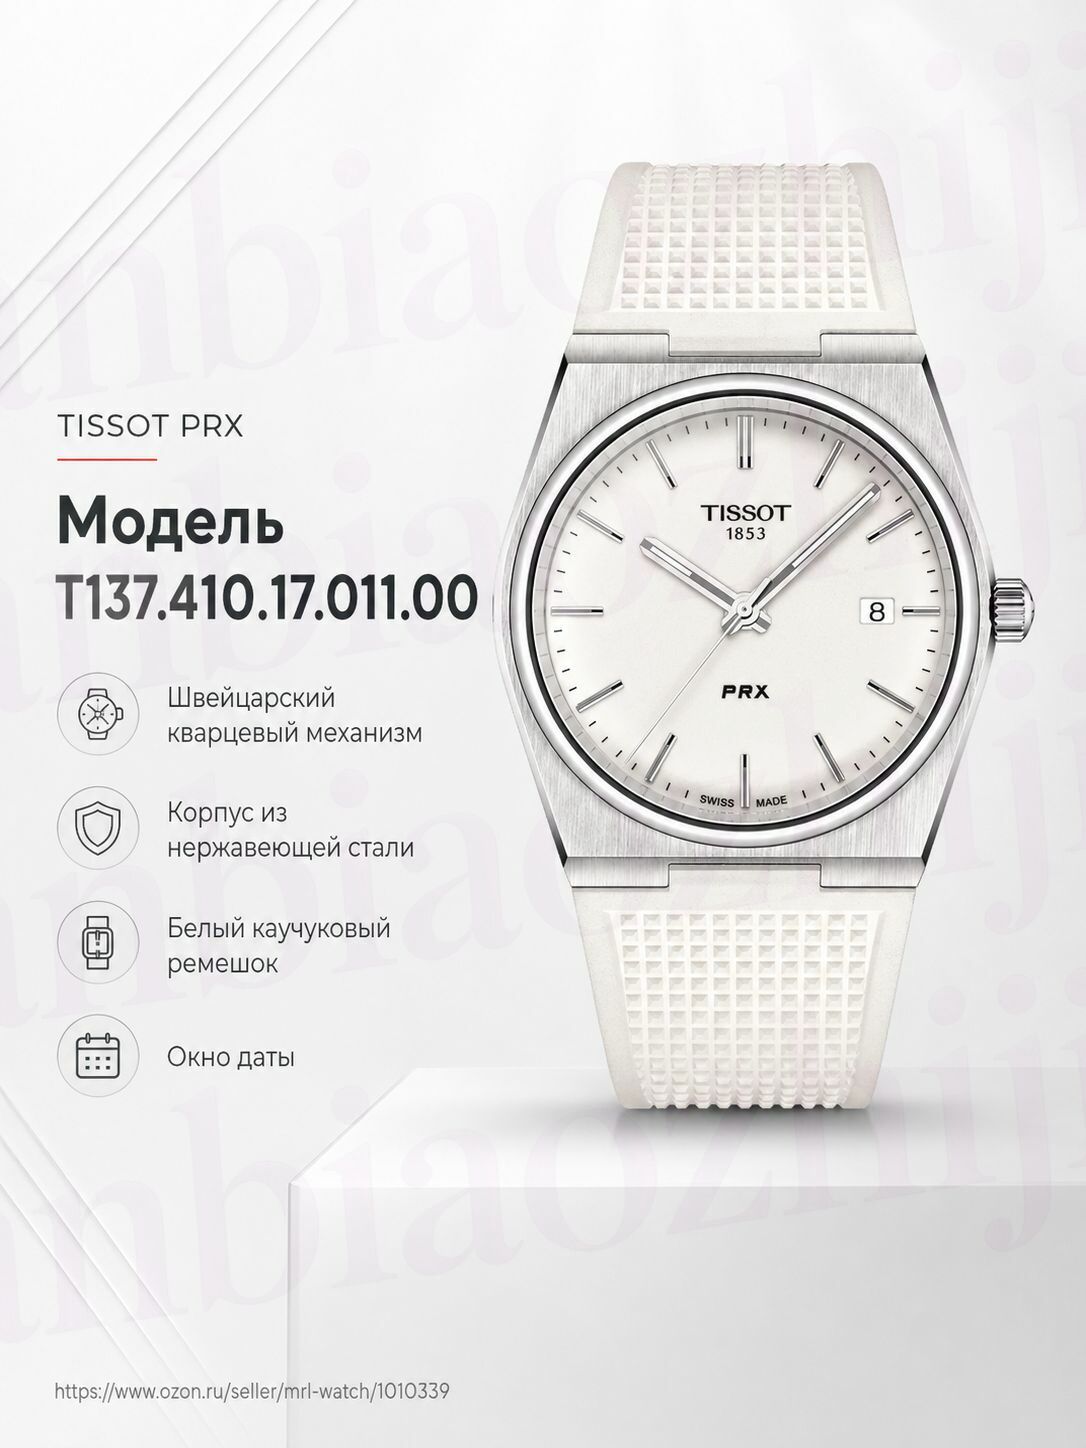 TISSOT PRX
Модель
T137.410.17.011.00
Швейцарский
кварцевый механизм
Корпус из
нержавеющей стали
Белый каучуковый
ремешок
Окно даты
TISSOT
1853
8
PRX
SWISS MADE
https://www.ozon.ru/seller/mrl-watch/1010339